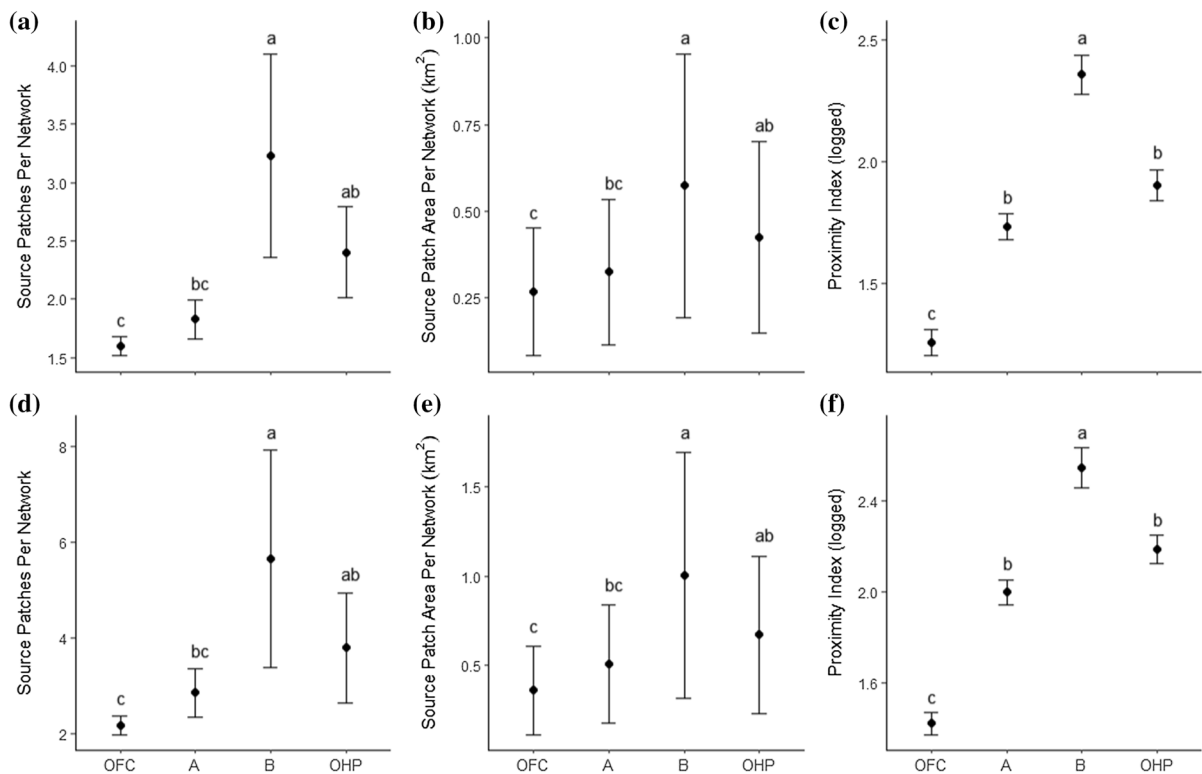 (a)
Source Patches Per Network
4.0
3.5
3.0
2.5
2.0
1.5
c
bc
a
ab
(b)
Source Patch Area Per Network (km²)
1.00
0.75
0.50
0.25
c
bc
a
ab
(c)
Proximity Index (logged)
2.5
2.0
1.5
c
b
a
b
(d)
Source Patches Per Network
8
6
4
2
c
bc
a
ab
OFC A B OHP
(e)
Source Patch Area Per Network (km²)
1.5
1.0
0.5
c
bc
a
ab
OFC A B OHP
(f)
Proximity Index (logged)
2.4
2.0
1.6
c
b
a
b
OFC A B OHP